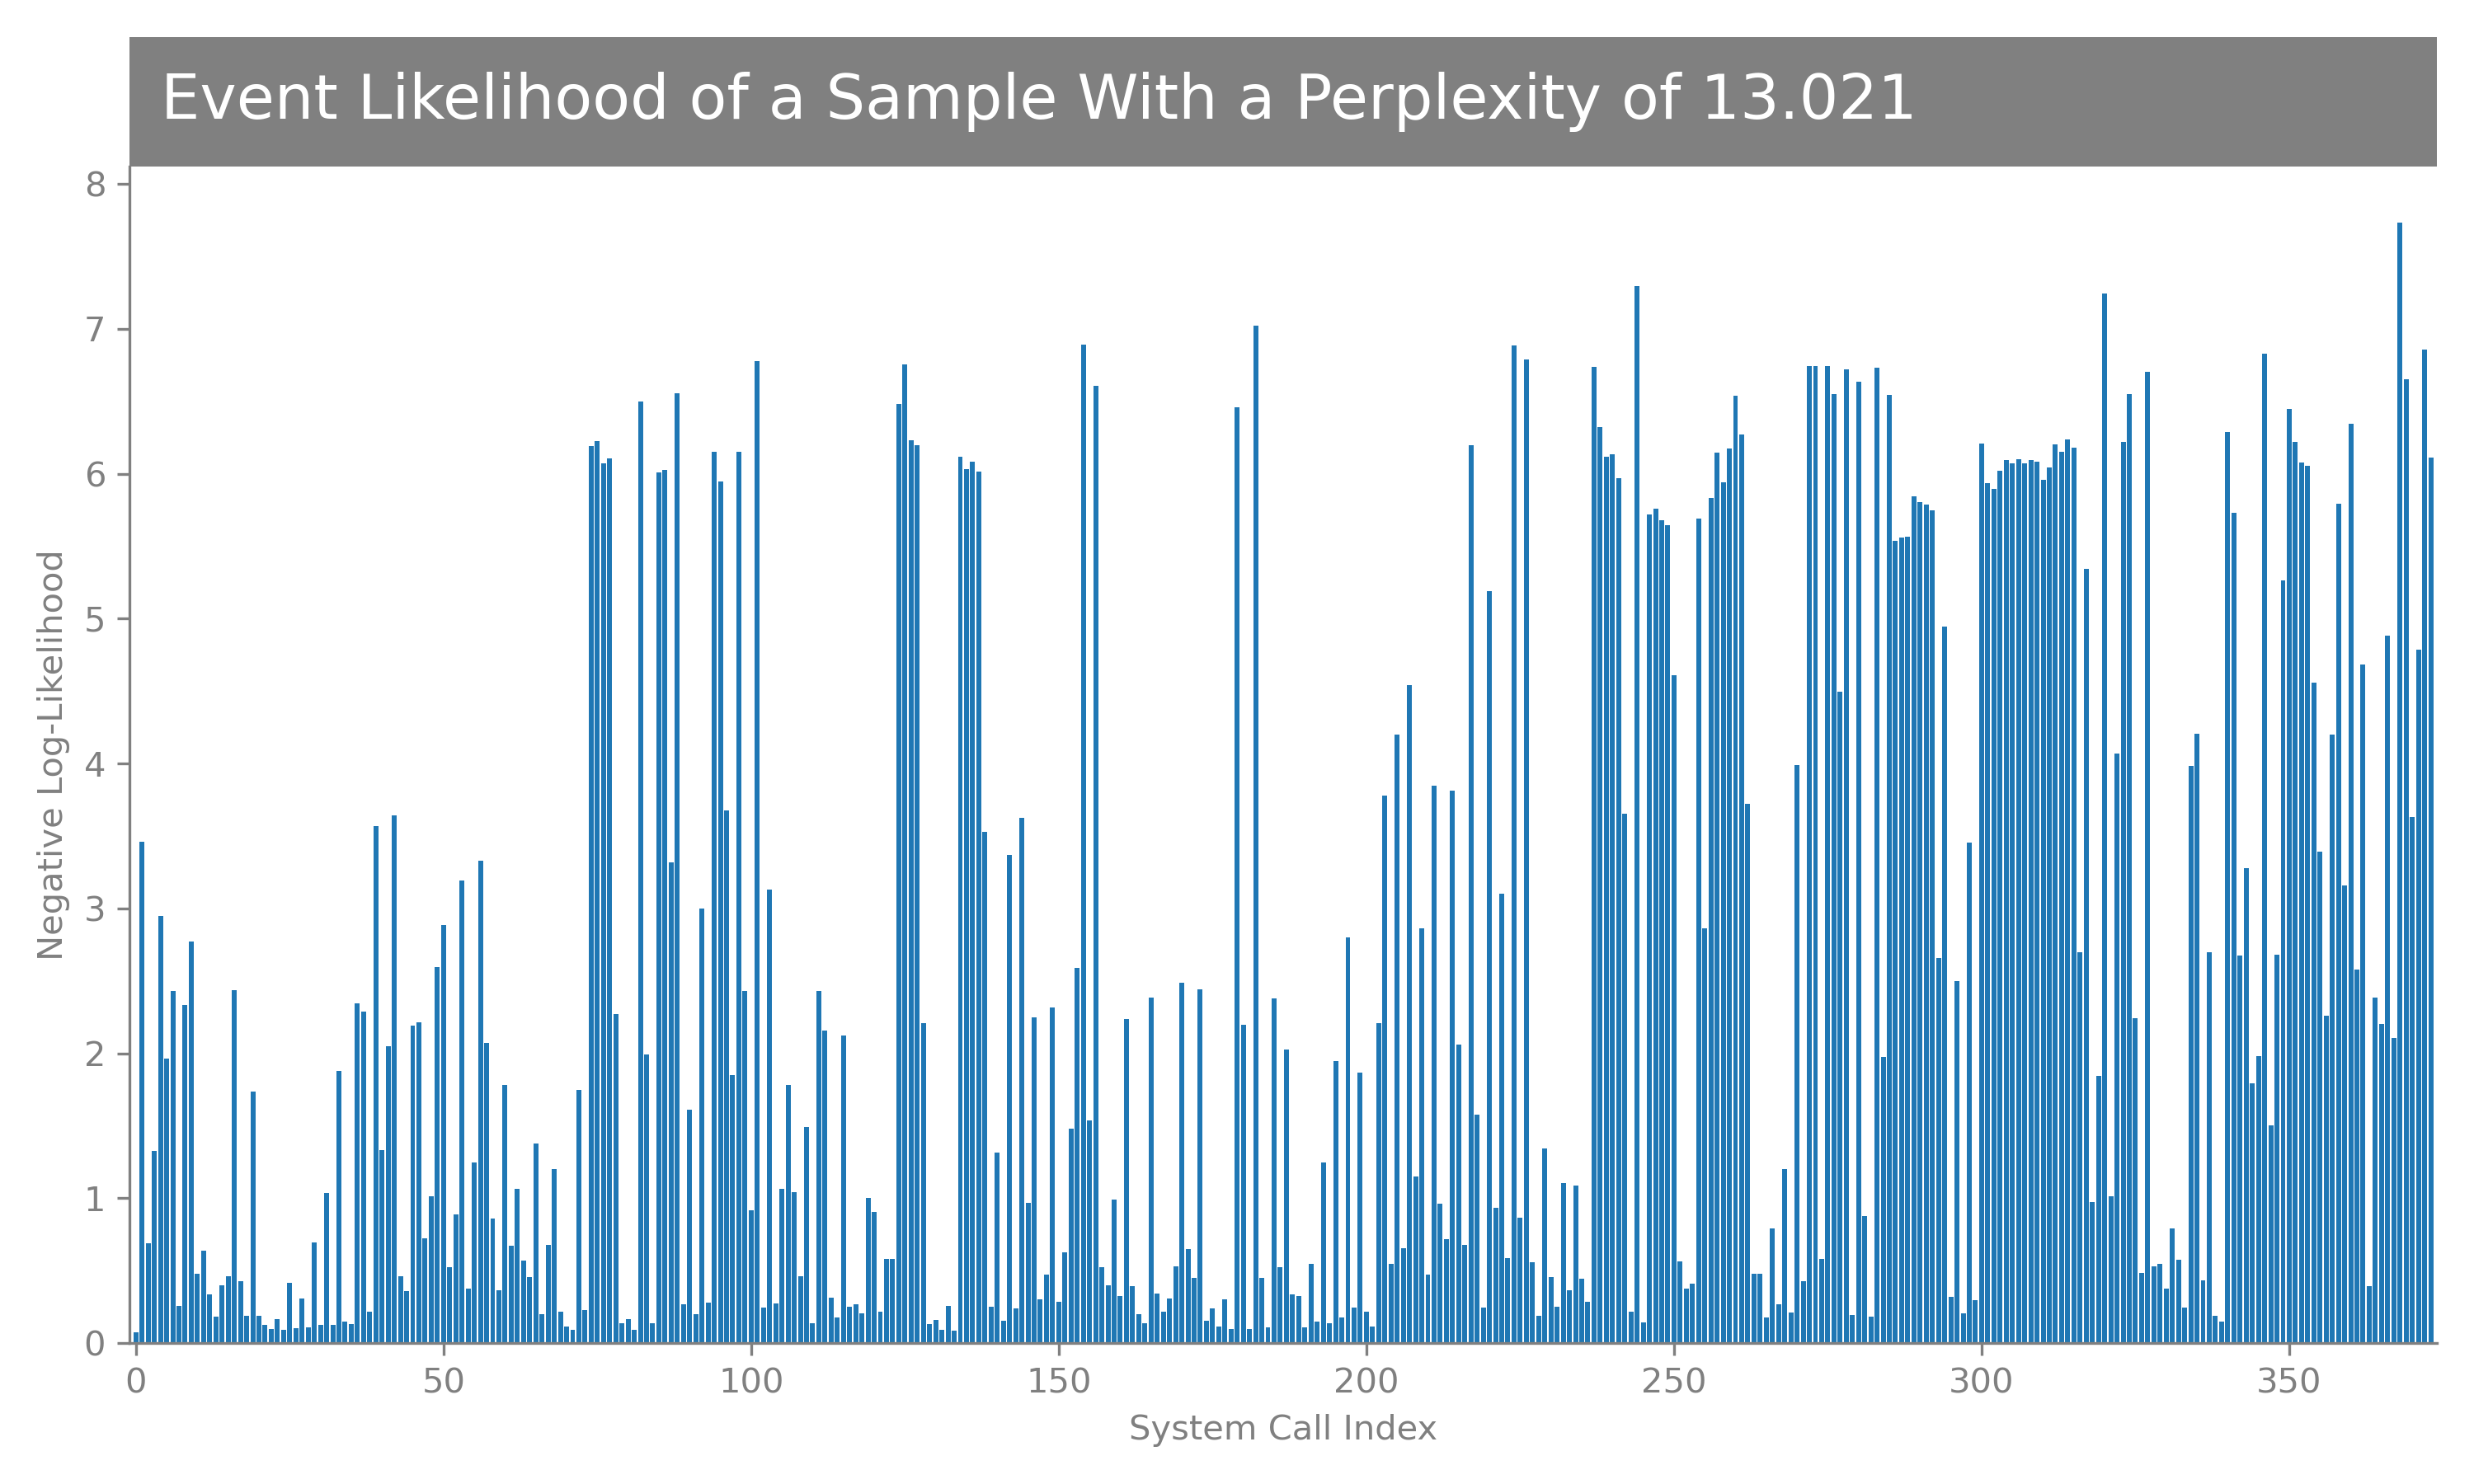 Event Likelihood of a Sample With a Perplexity of 13.021
8
7
6
5
4
3
2
1
0
Negative Log-Likelihood
0 50 100 150 200 250 300 350
System Call Index